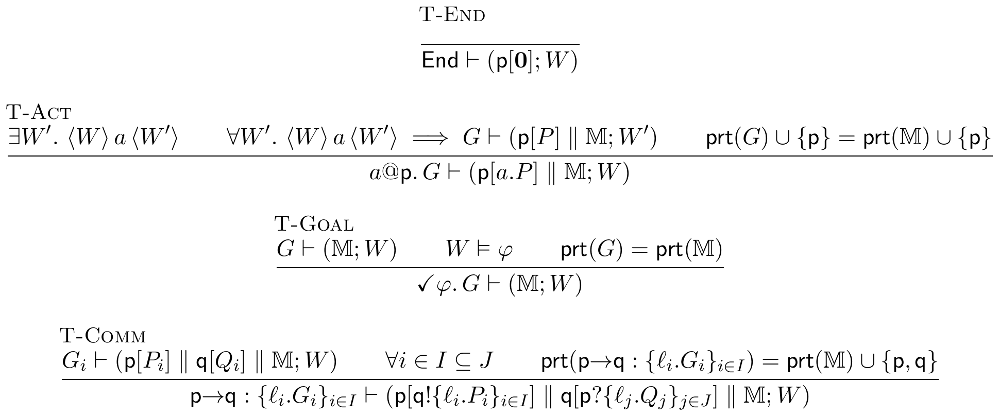 T-End
End ⊢ (p[0]; W)
T-Act
∃W′. ⟨W⟩ a ⟨W′⟩ ∀W′. ⟨W⟩ a ⟨W′⟩ ⟹ G ⊢ (p[P] ∥ 𝕄; W′) prt(G) ∪ {p} = prt(𝕄) ∪ {p}
a@p. G ⊢ (p[a.P] ∥ 𝕄; W)
T-Goal
G ⊢ (𝕄; W) W ⊨ φ prt(G) = prt(𝕄)
✓φ. G ⊢ (𝕄; W)
T-Comm
Gᵢ ⊢ (p[Pᵢ] ∥ q[Qᵢ] ∥ 𝕄; W) ∀i ∈ I ⊆ J prt(p→q : {ℓᵢ.Gᵢ}ᵢ∈I) = prt(𝕄) ∪ {p, q}
p→q : {ℓᵢ.Gᵢ}ᵢ∈I ⊢ (p[q!{ℓᵢ.Pᵢ}ᵢ∈I] ∥ q[p?{ℓⱼ.Qⱼ}ⱼ∈J] ∥ 𝕄; W)